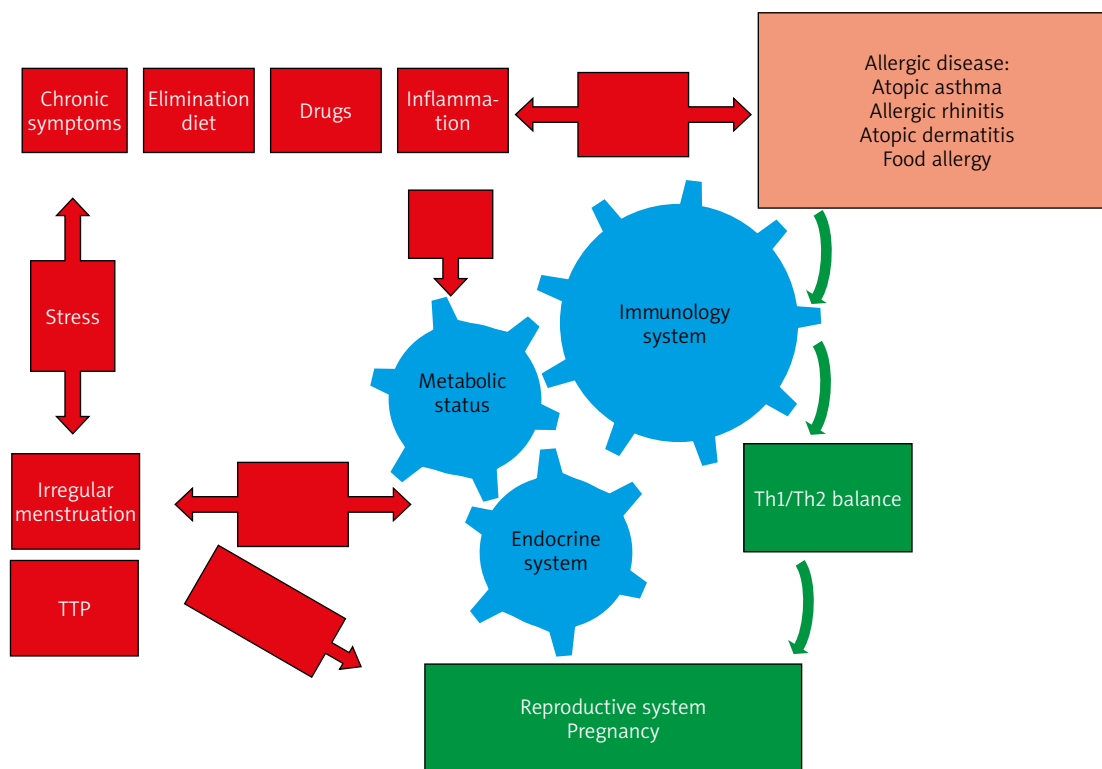 Chronic
symptoms
Elimination
diet
Drugs
Inflamma-
tion
Allergic disease:
Atopic asthma
Allergic rhinitis
Atopic dermatitis
Food allergy
Stress
Immunology
system
Metabolic
status
Irregular
menstruation
Th1/Th2 balance
Endocrine
system
TTP
Reproductive system
Pregnancy